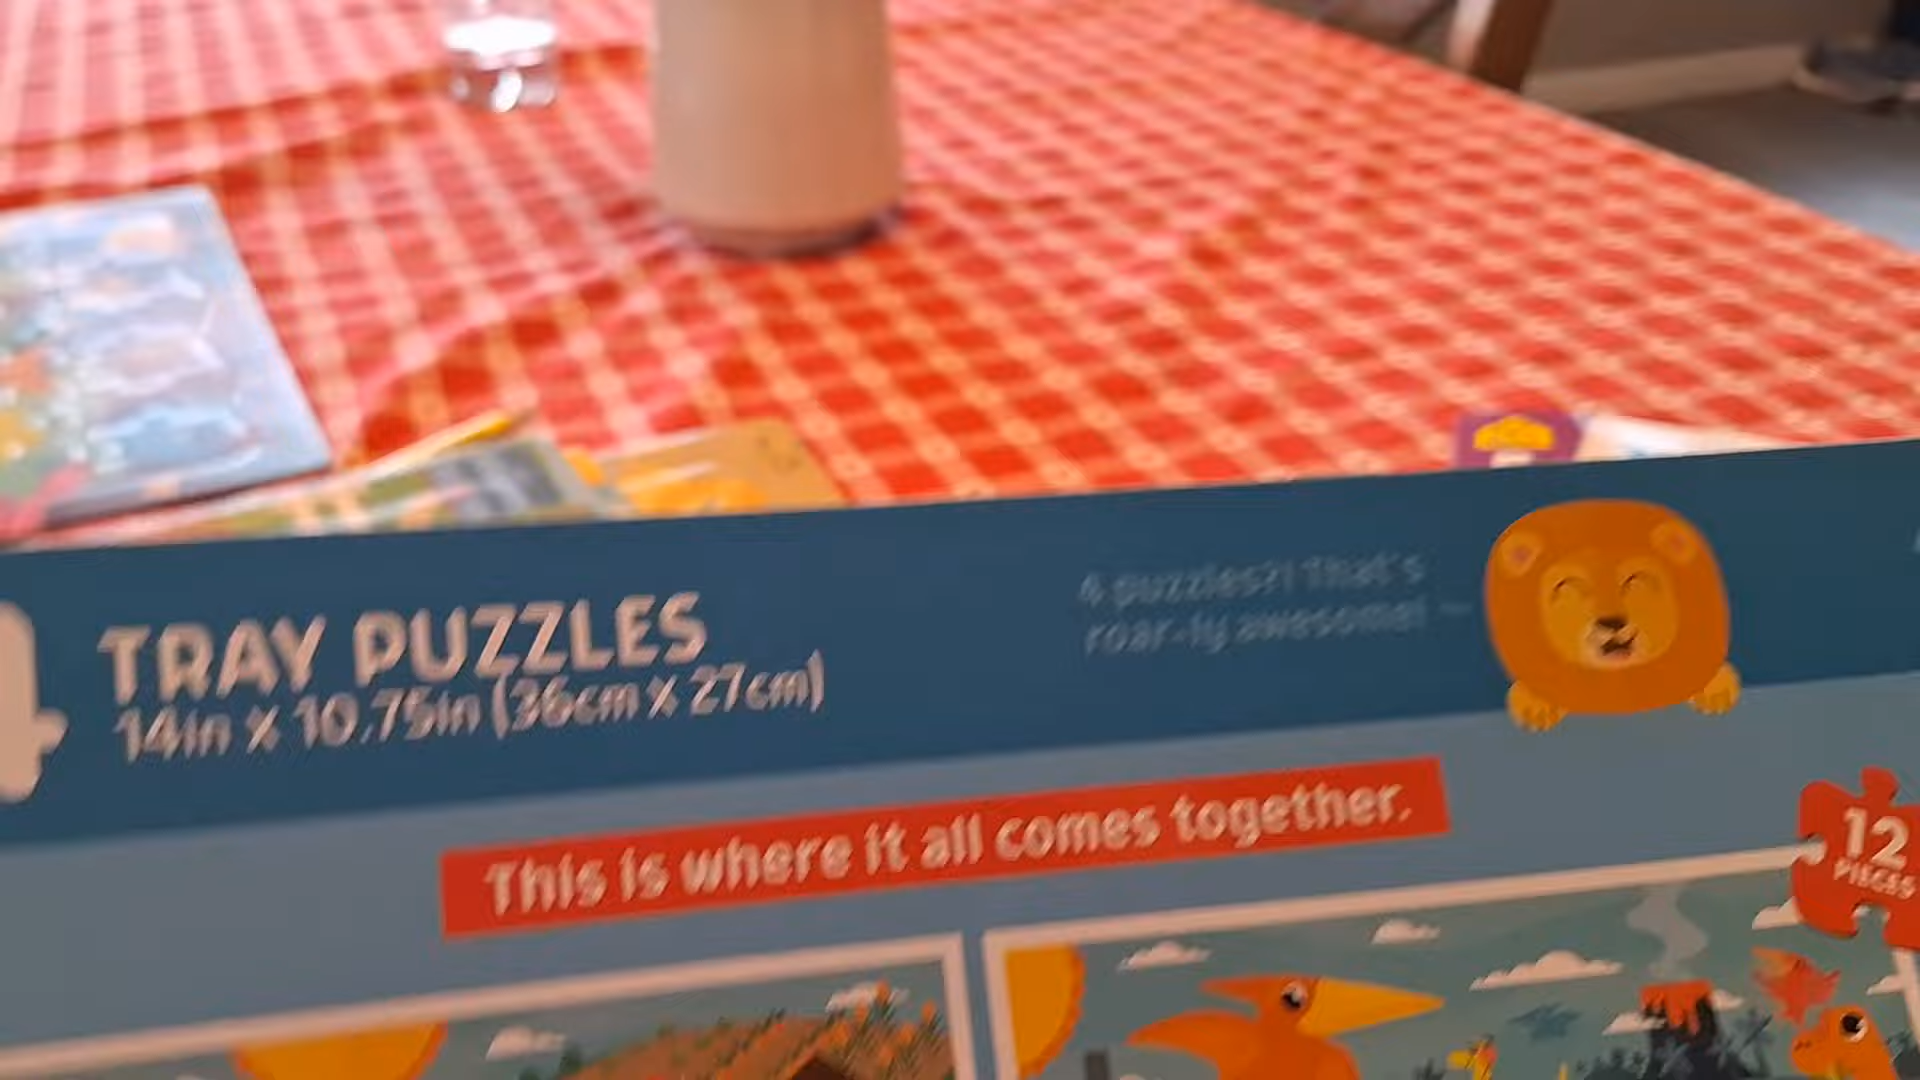 TRAY PUZZLES
14in X 10.75in (36cm X 27cm)
4 puzzles?! That's
roar-ly awesome!
This is where it all comes together.
12
PIECES